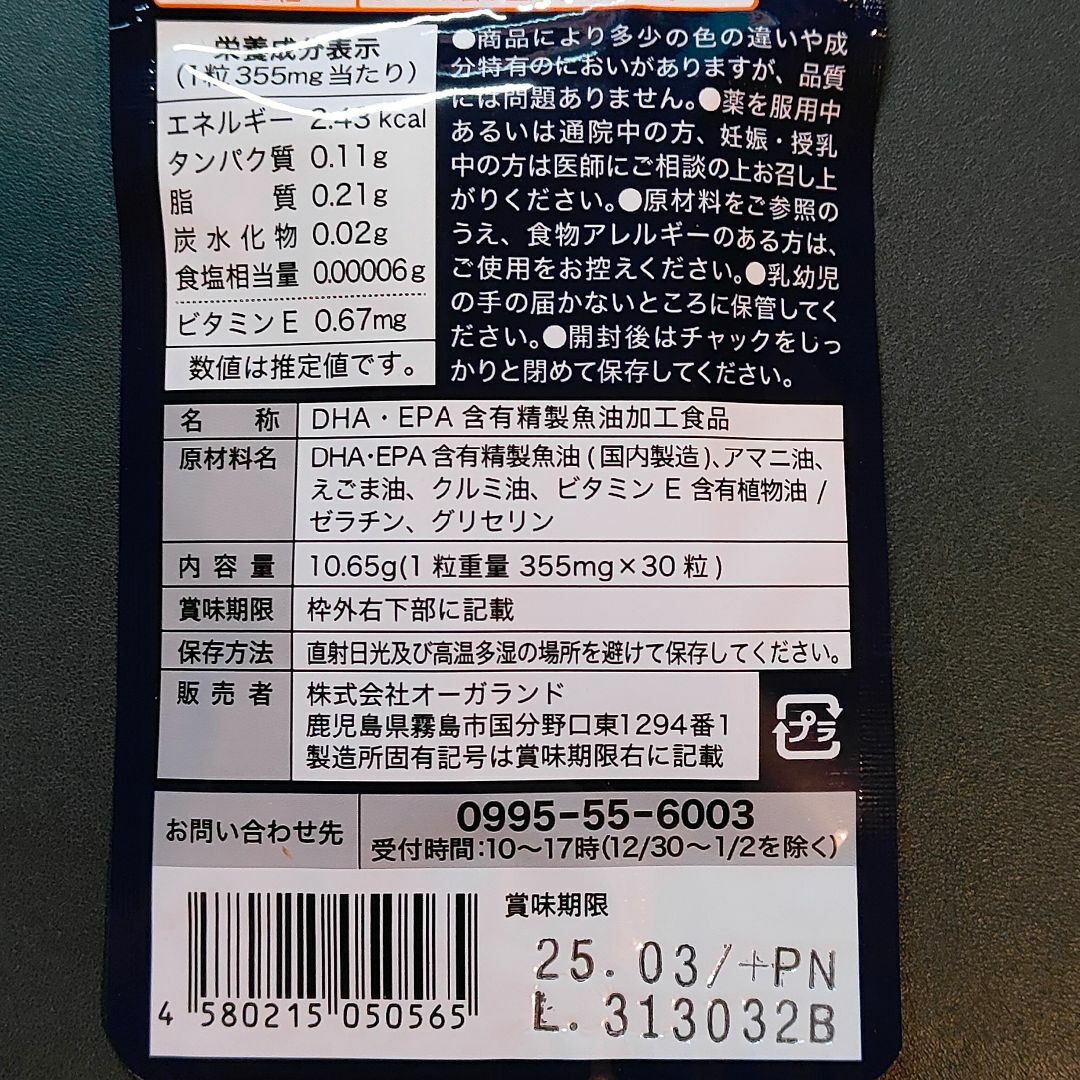 栄養成分表示
(1粒355mg当たり)
エネルギー 2.43 kcal
タンパク質 0.11g
脂質 0.21g
炭水化物 0.02g
食塩相当量 0.00006g
ビタミンE 0.67mg
数値は推定値です。
●商品により多少の色の違いや成
分特有のにおいがありますが、品質
には問題ありません。●薬を服用中
あるいは通院中の方、妊娠・授乳
中の方は医師にご相談の上お召し上
がりください。●原材料をご参照の
うえ、食物アレルギーのある方は、
ご使用をお控えください。●乳幼児
の手の届かないところに保管してく
ださい。●開封後はチャックをしっ
かりと閉めて保存してください。
名称 DHA・EPA 含有精製魚油加工食品
原材料名 DHA・EPA 含有精製魚油 (国内製造)、アマニ油、
えごま油、クルミ油、ビタミン E 含有植物油 /
ゼラチン、グリセリン
内容量 10.65g(1 粒重量 355mg×30 粒)
賞味期限 枠外右下部に記載
保存方法 直射日光及び高温多湿の場所を避けて保存してください。
販売者 株式会社オーガランド
鹿児島県霧島市国分野口東1294番1
製造所固有記号は賞味期限右に記載
プラ
お問い合わせ先 0995-55-6003
受付時間:10～17時(12/30～1/2を除く)
賞味期限
25.03/+PN
L.313032B
4 580215 050565